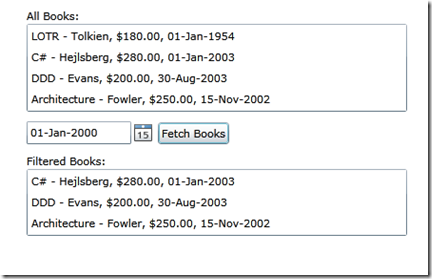 All Books:
LOTR - Tolkien, $180.00, 01-Jan-1954
C# - Hejlsberg, $280.00, 01-Jan-2003
DDD - Evans, $200.00, 30-Aug-2003
Architecture - Fowler, $250.00, 15-Nov-2002
01-Jan-2000 15 Fetch Books
Filtered Books:
C# - Hejlsberg, $280.00, 01-Jan-2003
DDD - Evans, $200.00, 30-Aug-2003
Architecture - Fowler, $250.00, 15-Nov-2002